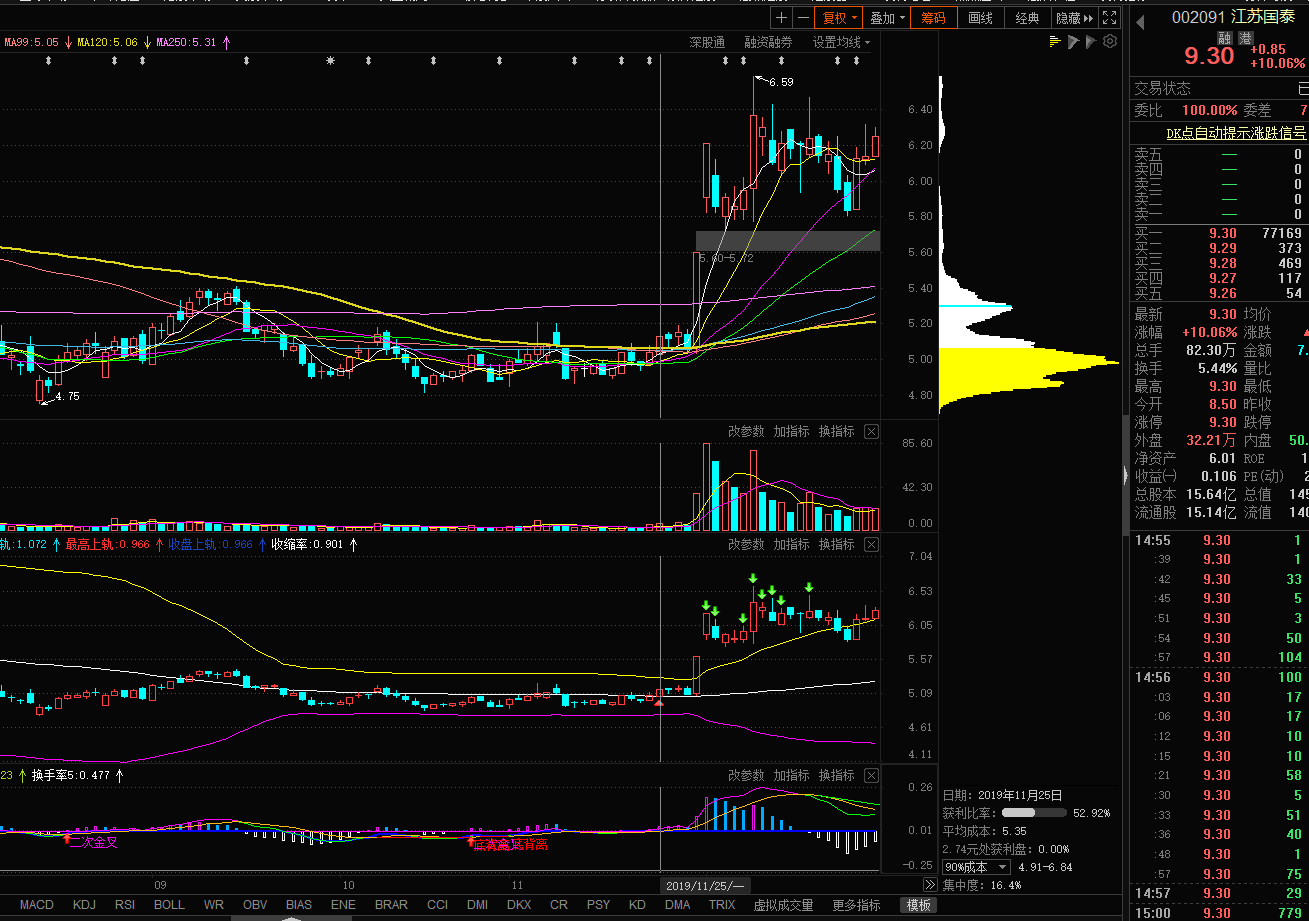 复权 叠加 筹码 画线 经典 隐藏
002091 江苏国泰
融 港
9.30 +0.85
+10.06%
MA99:5.05 MA120:5.06 MA250:5.31
深股通 融资融券 设置均线
交易状态
委比 100.00% 委差 7
DK点自动提示涨跌信号
卖五 — 0
卖四 — 0
卖三 — 0
卖二 — 0
卖一 — 0
买一 9.30 77169
买二 9.29 373
买三 9.28 469
买四 9.27 117
买五 9.26 54
最新 9.30 均价
涨幅 +10.06% 涨跌
总手 82.30万 金额 7.
换手 5.44% 量比
最高 9.30 最低
今开 8.50 昨收
涨停 9.30 跌停
外盘 32.21万 内盘 50.
净资产 6.01 ROE 1
收益㈠ 0.106 PE(动) 2
总股本 15.64亿 总值 145
流通股 15.14亿 流值 140
14:55 9.30 1
:39 9.30 1
:42 9.30 33
:45 9.30 5
:51 9.30 3
:54 9.30 50
:57 9.30 104
14:56 9.30 100
:03 9.30 17
:06 9.30 17
:12 9.30 10
:15 9.30 10
:21 9.30 58
:30 9.30 5
:33 9.30 51
:36 9.30 40
:48 9.30 1
:57 9.30 75
14:57 9.30 29
15:00 9.30 779
6.59
6.40
6.20
6.00
5.80
5.60
5.40
5.20
5.00
4.80
5.60-5.72
4.75
改参数 加指标 换指标
85.60
42.30
0.00
轨:1.072 最高上轨:0.966 收盘上轨:0.966 收缩率:0.901
改参数 加指标 换指标
7.04
6.53
6.05
5.57
5.09
4.61
4.11
23 换手率5:0.477
改参数 加指标 换指标
0.26
0.01
-0.25
二次金叉
背离
日期: 2019年11月25日
获利比率: 52.92%
平均成本: 5.35
2.74元处获利盘: 0.00%
90%成本 4.91-6.84
集中度: 16.4%
09 10 11 2019/11/25/一
MACD KDJ RSI BOLL WR OBV BIAS ENE BRAR CCI DMI DKX CR PSY KD DMA TRIX 虚拟成交量 更多指标 模板